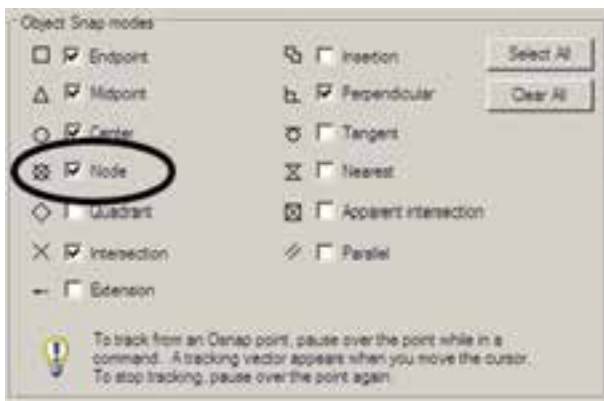 Object Snap modes
Endpoint
Midpoint
Center
Node
Quadrant
Intersection
Extension
Insertion
Perpendicular
Tangent
Nearest
Apparent intersection
Parallel
Select All
Clear All
To track from an Osnap point, pause over the point while in a
command. A tracking vector appears when you move the cursor.
To stop tracking, pause over the point again.